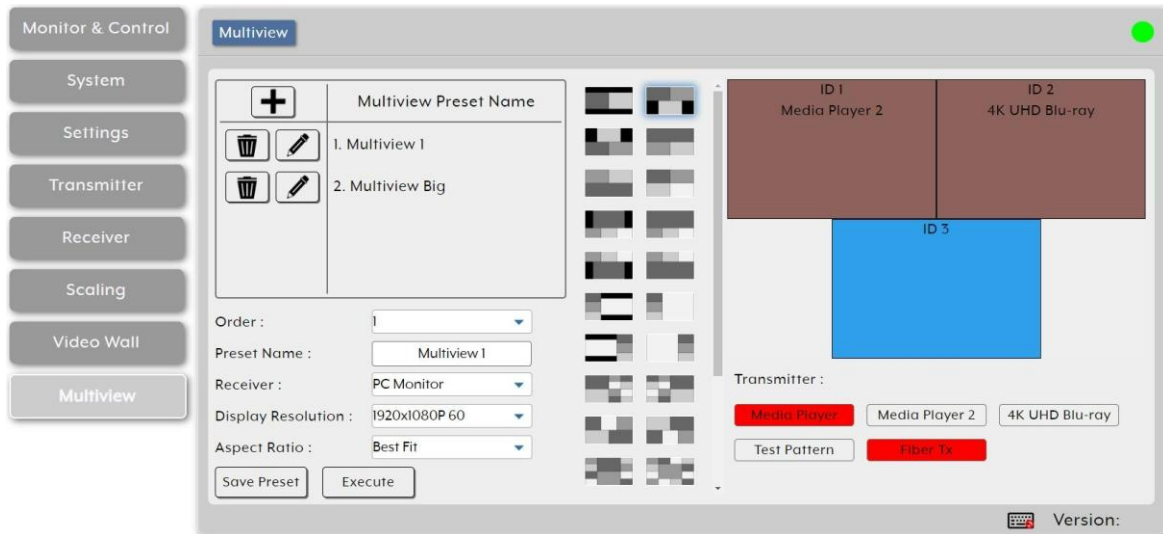 Monitor & Control
System
Settings
Transmitter
Receiver
Scaling
Video Wall
Multiview
Multiview
Multiview Preset Name
1. Multiview 1
2. Multiview Big
Order :
1
Preset Name :
Multiview 1
Receiver :
PC Monitor
Display Resolution :
1920x1080P 60
Aspect Ratio :
Best Fit
Save Preset
Execute
ID 1
Media Player 2
ID 2
4K UHD Blu-ray
ID 3
Transmitter :
Media Player
Media Player 2
4K UHD Blu-ray
Test Pattern
Fiber Tx
Version: